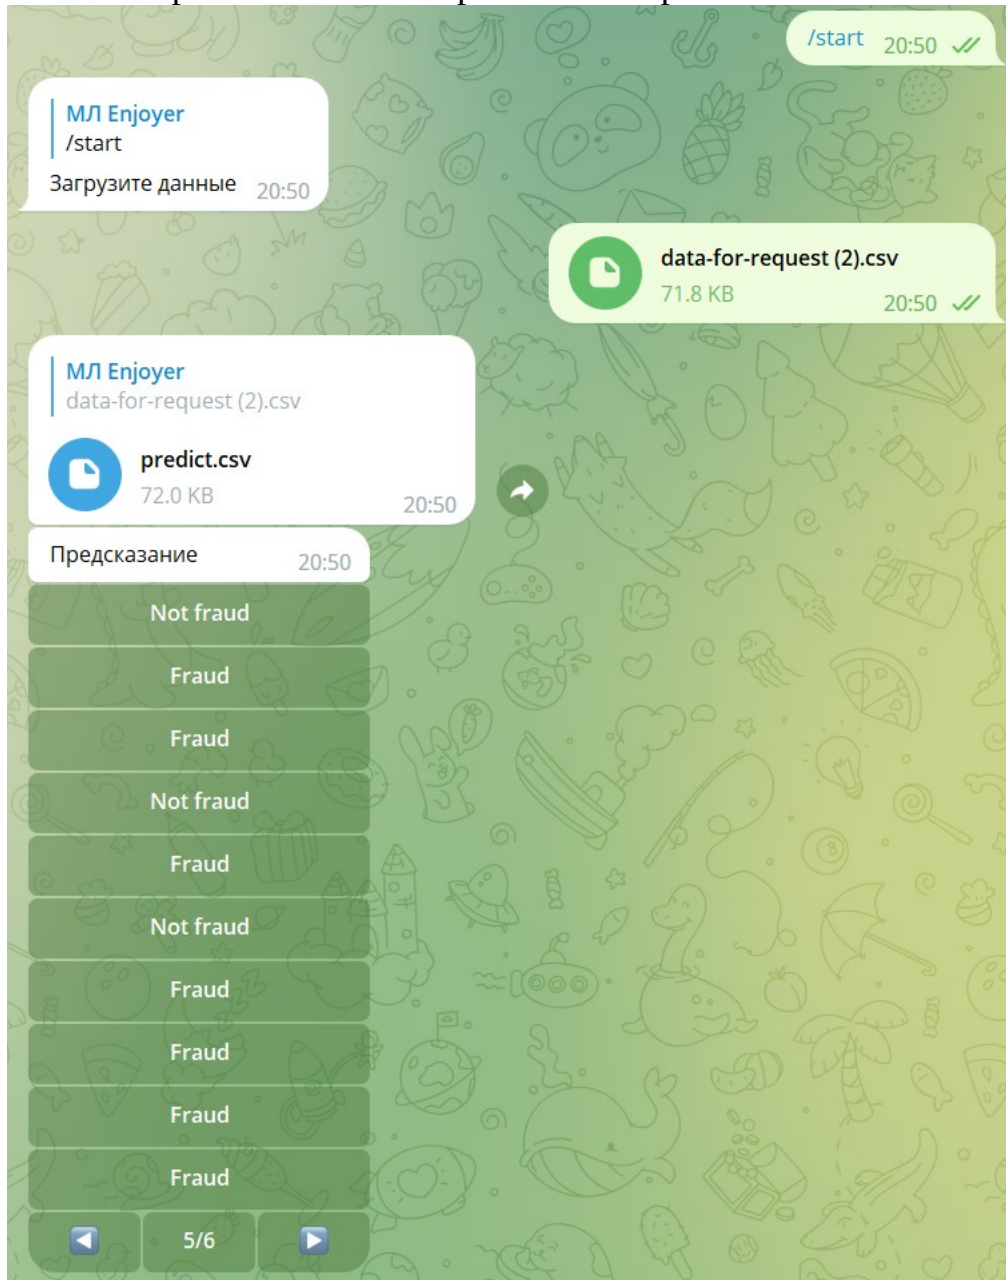 /start 20:50
МЛ Enjoyer
/start
Загрузите данные 20:50
data-for-request (2).csv
71.8 KB 20:50
МЛ Enjoyer
data-for-request (2).csv
predict.csv
72.0 KB 20:50
Предсказание 20:50
Not fraud
Fraud
Fraud
Not fraud
Fraud
Not fraud
Fraud
Fraud
Fraud
Fraud
5/6